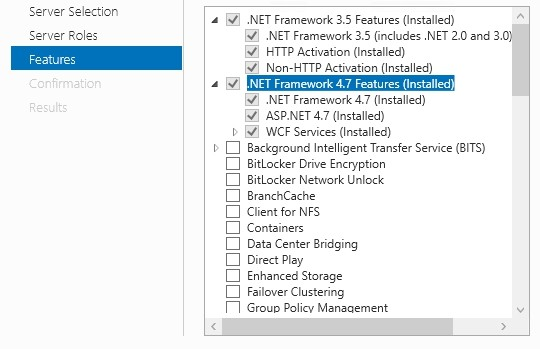 Server Selection
Server Roles
Features
Confirmation
Results
.NET Framework 3.5 Features (Installed)
.NET Framework 3.5 (includes .NET 2.0 and 3.0)
HTTP Activation (Installed)
Non-HTTP Activation (Installed)
.NET Framework 4.7 Features (Installed)
.NET Framework 4.7 (Installed)
ASP.NET 4.7 (Installed)
WCF Services (Installed)
Background Intelligent Transfer Service (BITS)
BitLocker Drive Encryption
BitLocker Network Unlock
BranchCache
Client for NFS
Containers
Data Center Bridging
Direct Play
Enhanced Storage
Failover Clustering
Group Policy Management